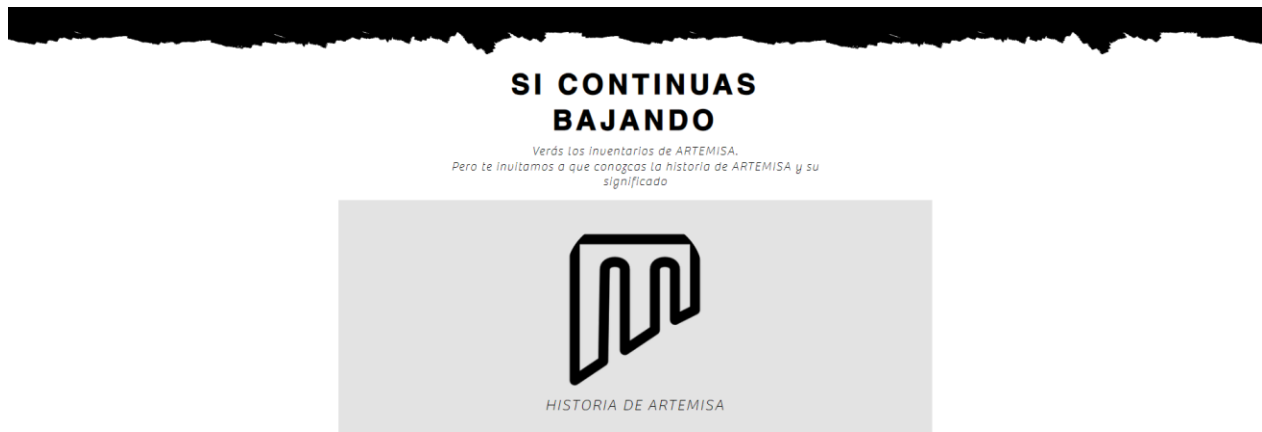 SI CONTINUAS
BAJANDO
Verás los Inventarios de ARTEMISA.
Pero te invitamos a que conozcas la historia de ARTEMISA y su
significado
HISTORIA DE ARTEMISA